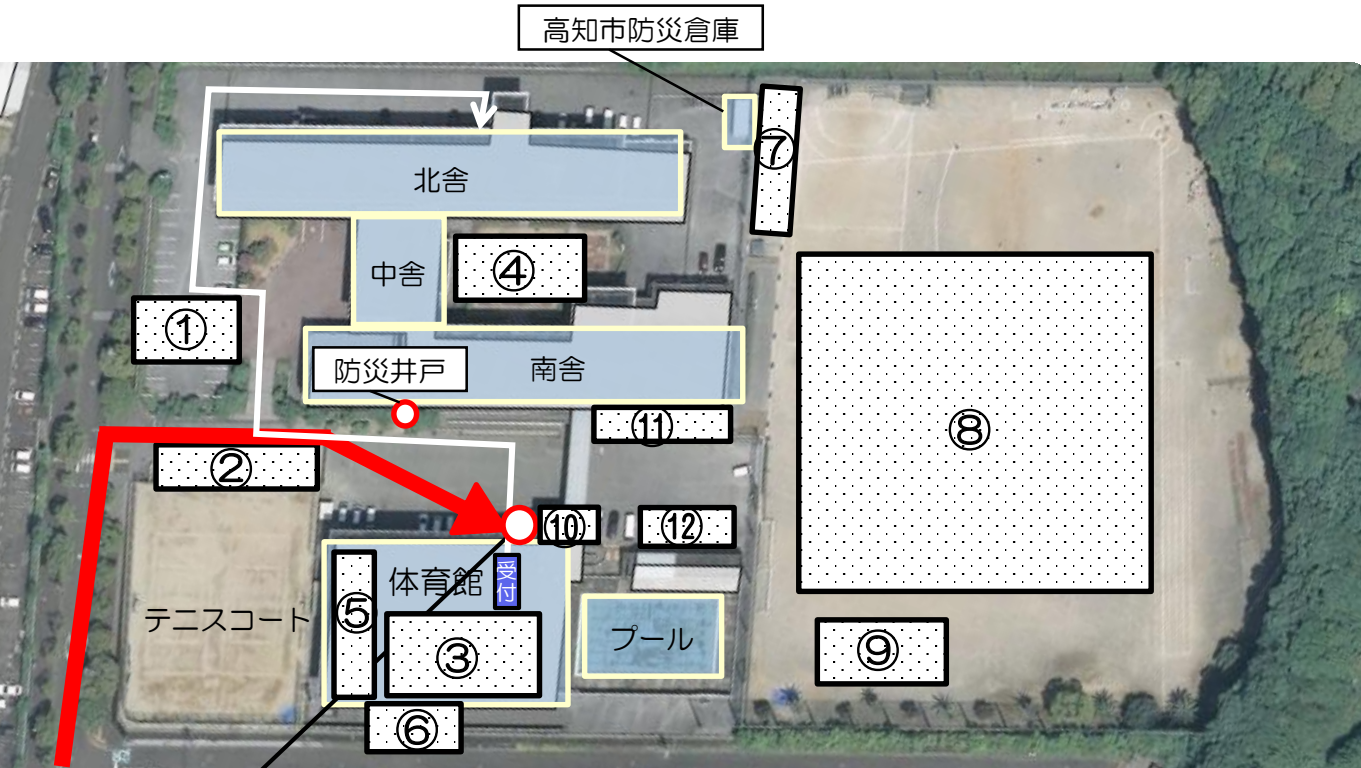 高知市防災倉庫
⑦
北舎
中舎
④
①
防災井戸
南舎
⑪
⑧
②
⑩
⑫
体育館
受付
⑤
テニスコート
③
プール
⑨
⑥